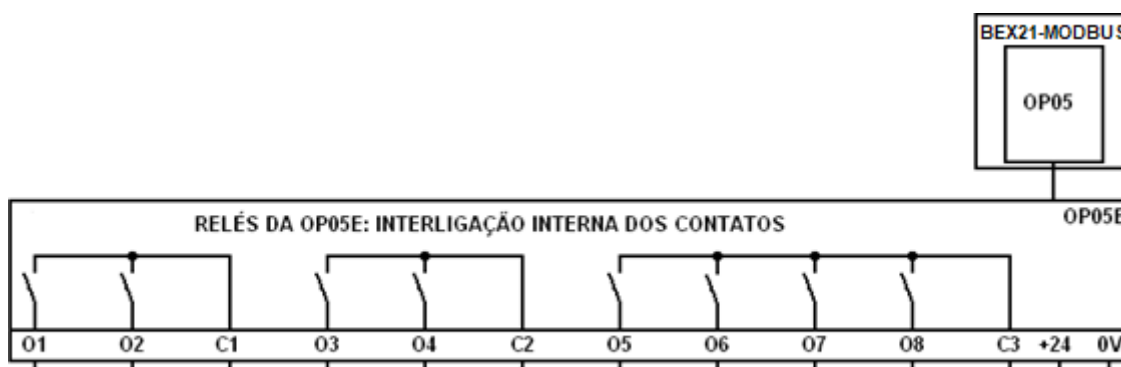 BEX21-MODBUS
OP05
OP05E
RELÉS DA OP05E: INTERLIGAÇÃO INTERNA DOS CONTATOS
O1 O2 C1 O3 O4 C2 O5 O6 O7 O8 C3 +24 0V